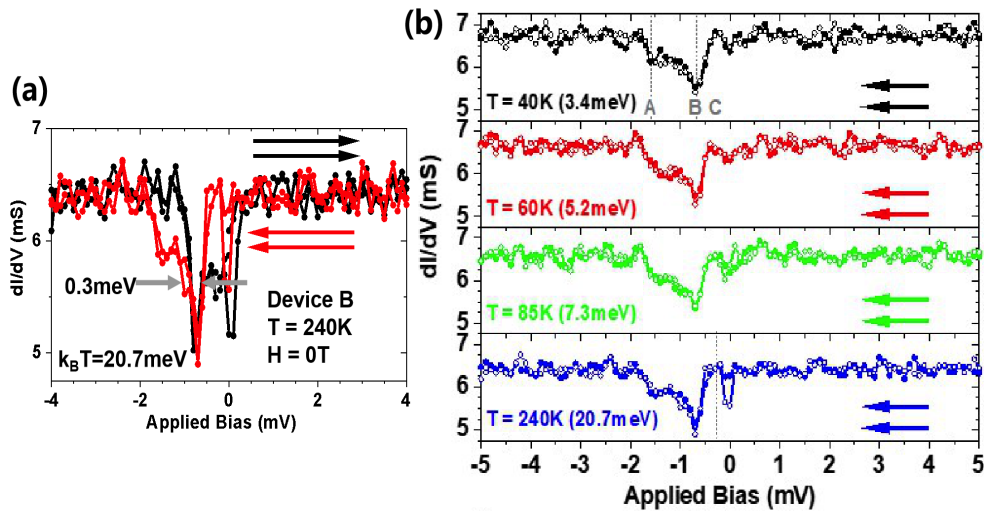 (a)
7
6
5
dI/dV (mS)
0.3meV
Device B
T = 240K
H = 0T
kBT=20.7meV
-4 -2 0 2 4
Applied Bias (mV)
(b)
7
6
5
T = 40K (3.4meV)
A B C
7
6
5
T = 60K (5.2meV)
7
6
5
T = 85K (7.3meV)
7
6
5
T = 240K (20.7meV)
dI/dV (mS)
dI/dV (mS)
-5 -4 -3 -2 -1 0 1 2 3 4 5
Applied Bias (mV)